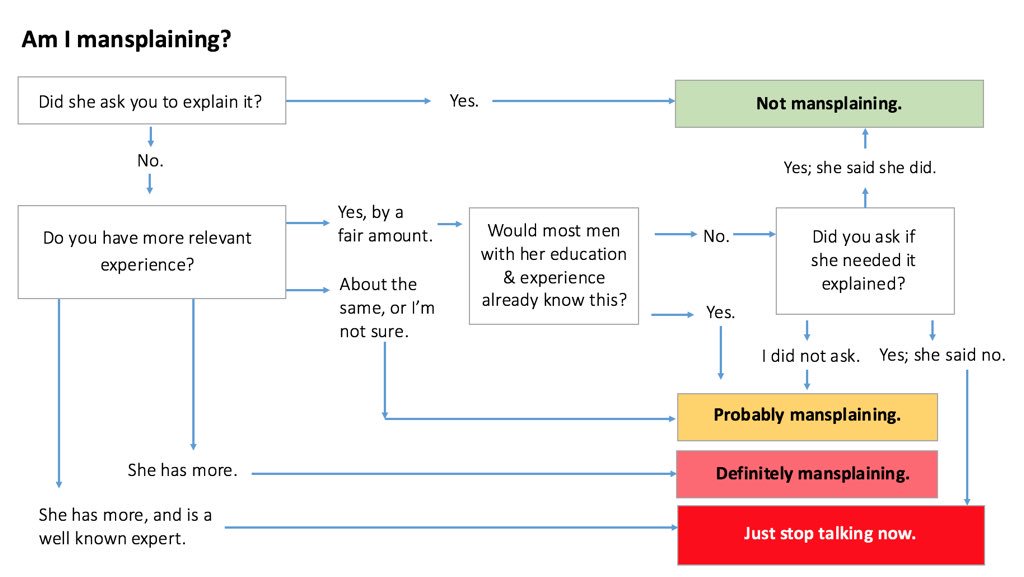 Am I mansplaining?
Did she ask you to explain it?
Yes.
Not mansplaining.
No.
Yes; she said she did.
Do you have more relevant
experience?
Yes, by a
fair amount.
About the
same, or I’m
not sure.
Would most men
with her education
& experience
already know this?
No.
Yes.
Did you ask if
she needed it
explained?
I did not ask.
Yes; she said no.
Probably mansplaining.
She has more.
Definitely mansplaining.
She has more, and is a
well known expert.
Just stop talking now.